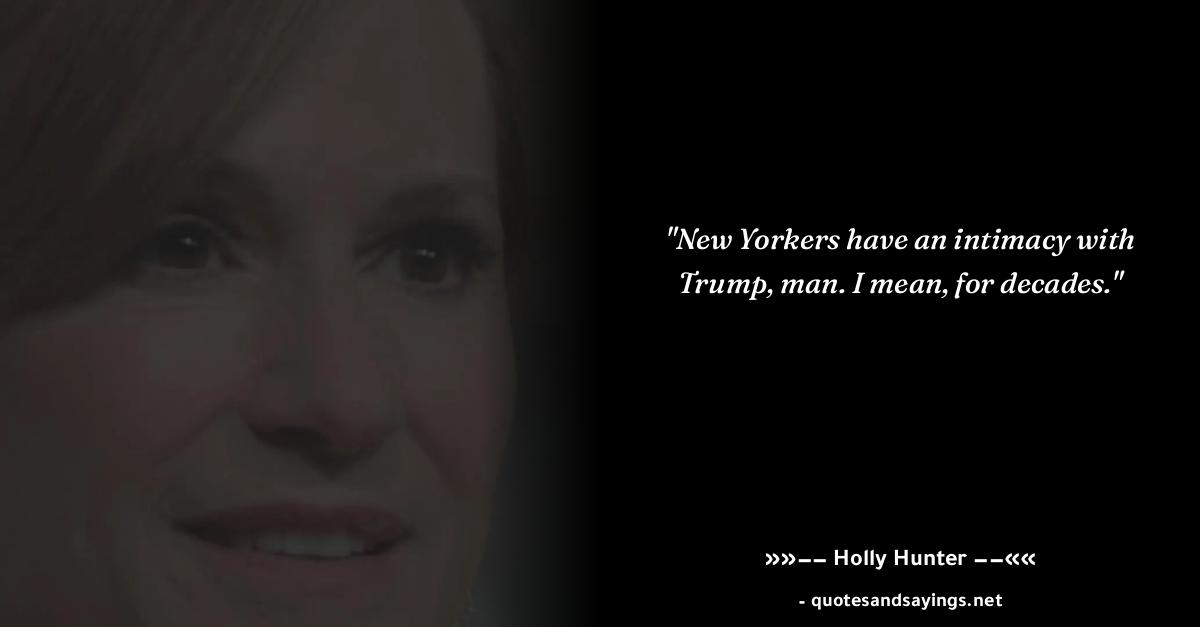 "New Yorkers have an intimacy with
Trump, man. I mean, for decades."
»»–– Holly Hunter ––««
- quotesandsayings.net